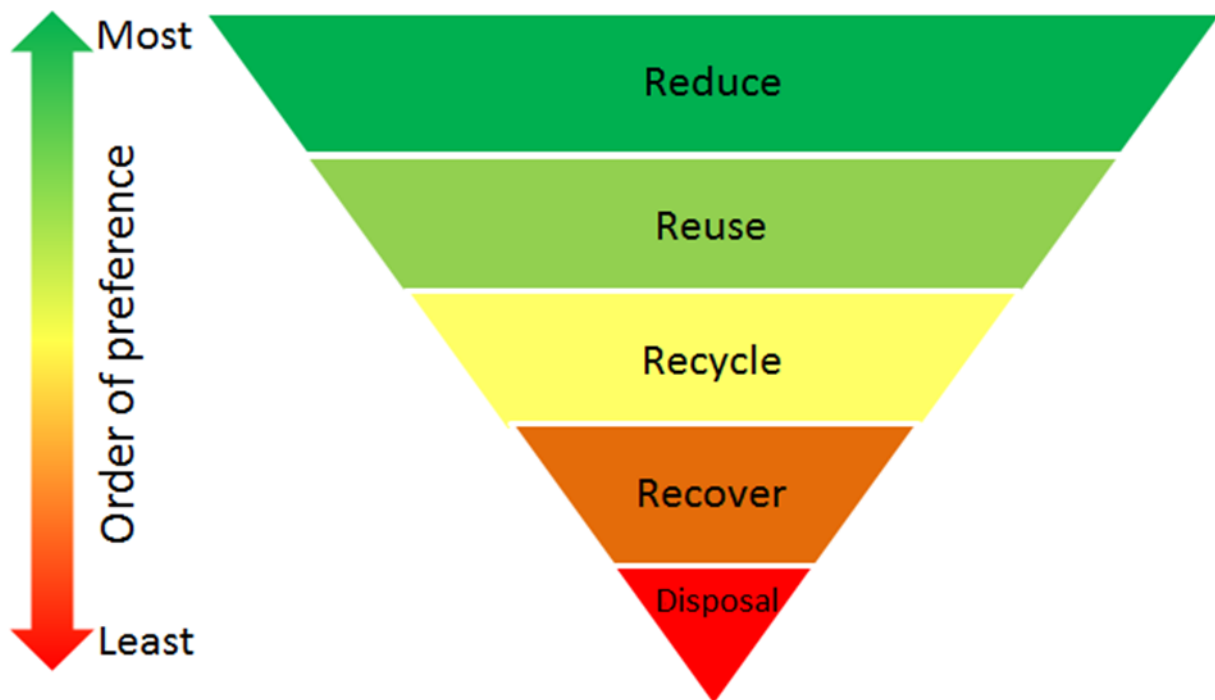 Most
Order of preference
Least
Reduce
Reuse
Recycle
Recover
Disposal